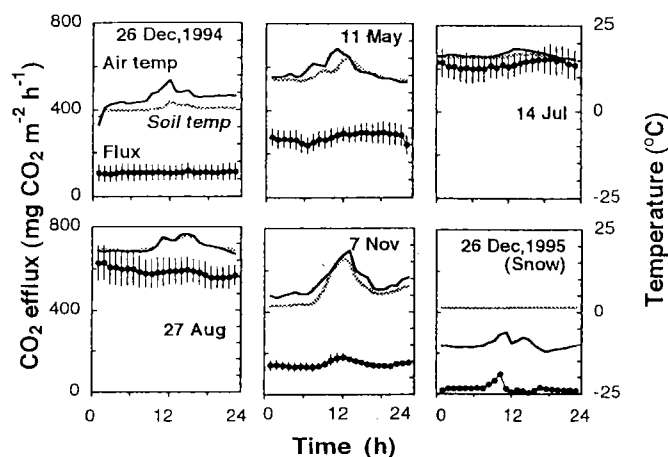 800
26 Dec,1994
Air temp
Soil temp
Flux
400
0
11 May
14 Jul
25
0
-25
800
600
0
27 Aug
7 Nov
26 Dec,1995
(Snow)
25
0
-25
0 12 24
0 12 24
0 12 24
CO2 efflux (mg CO2 m−2 h−1)
Temperature (°C)
Time (h)